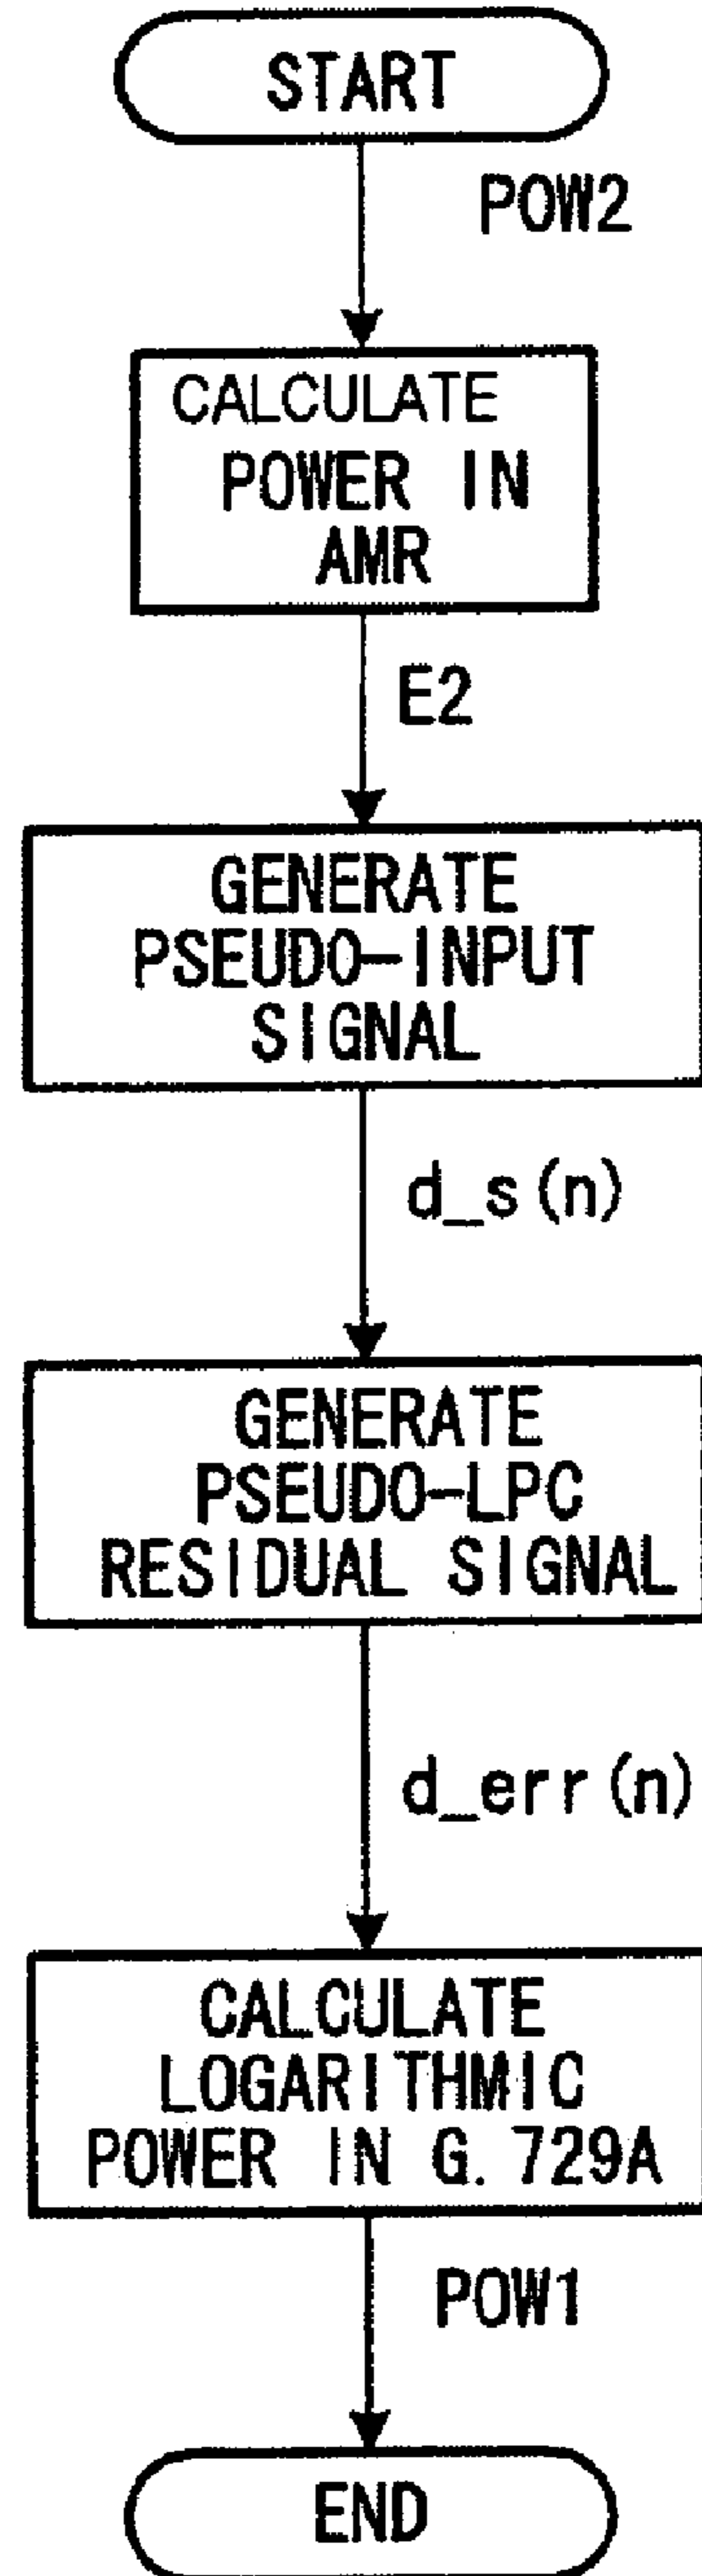 START
POW2
CALCULATE
POWER IN
AMR
E2
GENERATE
PSEUDO-INPUT
SIGNAL
d_s(n)
GENERATE
PSEUDO-LPC
RESIDUAL SIGNAL
d_err(n)
CALCULATE
LOGARITHMIC
POWER IN G.729A
POW1
END